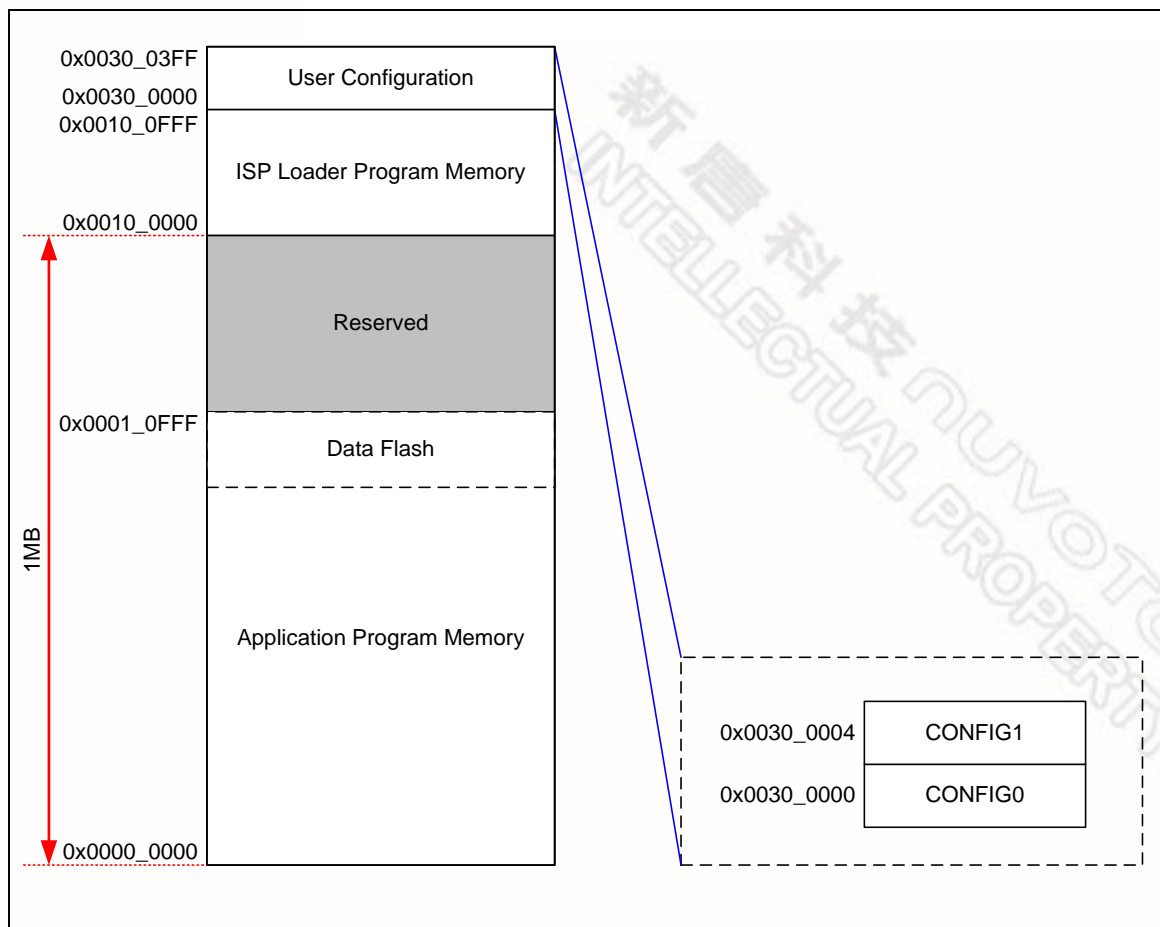 0x0030_03FF
User Configuration
0x0030_0000
0x0010_0FFF
ISP Loader Program Memory
0x0010_0000
Reserved
0x0001_0FFF
Data Flash
1MB
Application Program Memory
0x0000_0000
0x0030_0004
CONFIG1
0x0030_0000
CONFIG0
新唐科技 nuvoTo
INTELLECTUAL PROPERTY